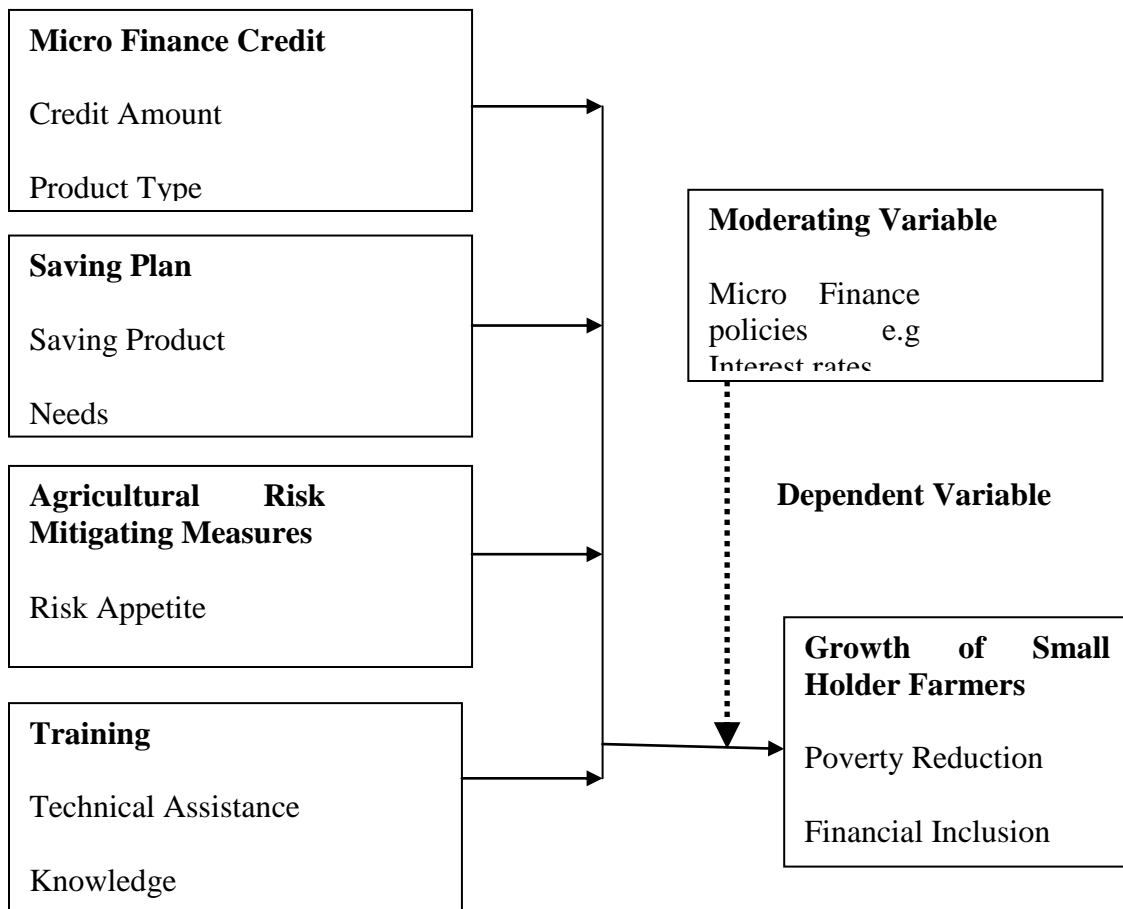 Micro Finance Credit
Credit Amount
Product Type
Saving Plan
Saving Product
Needs
Agricultural Risk
Mitigating Measures
Risk Appetite
Training
Technical Assistance
Knowledge
Moderating Variable
Micro Finance
policies e.g
Interest rates
Dependent Variable
Growth of Small
Holder Farmers
Poverty Reduction
Financial Inclusion